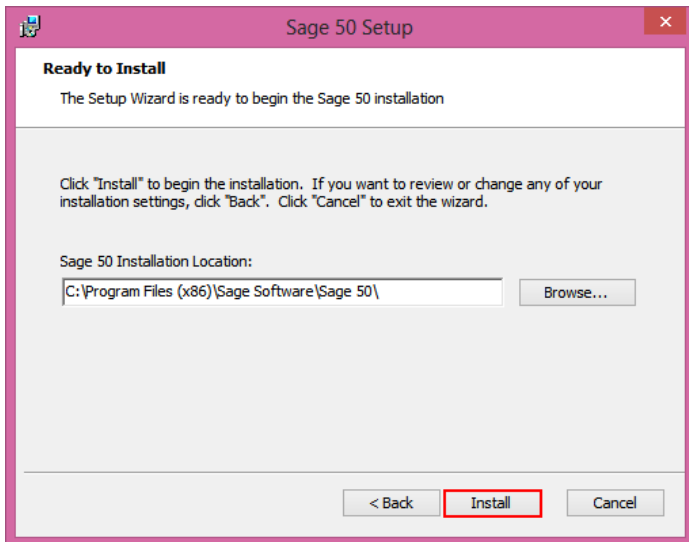 Sage 50 Setup
Ready to Install
The Setup Wizard is ready to begin the Sage 50 installation
Click "Install" to begin the installation. If you want to review or change any of your
installation settings, click "Back". Click "Cancel" to exit the wizard.
Sage 50 Installation Location:
C:\Program Files (x86)\Sage Software\Sage 50\
Browse...
< Back
Install
Cancel